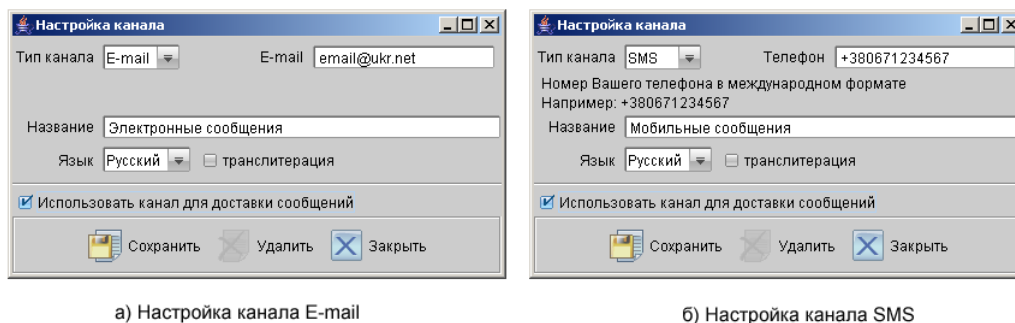 Настройка канала
Тип канала E-mail E-mail email@ukr.net
Название Электронные сообщения
Язык Русский транслитерация
Использовать канал для доставки сообщений
Сохранить Удалить Закрыть
а) Настройка канала E-mail
Настройка канала
Тип канала SMS Телефон +380671234567
Номер Вашего телефона в международном формате
Например: +380671234567
Название Мобильные сообщения
Язык Русский транслитерация
Использовать канал для доставки сообщений
Сохранить Удалить Закрыть
б) Настройка канала SMS